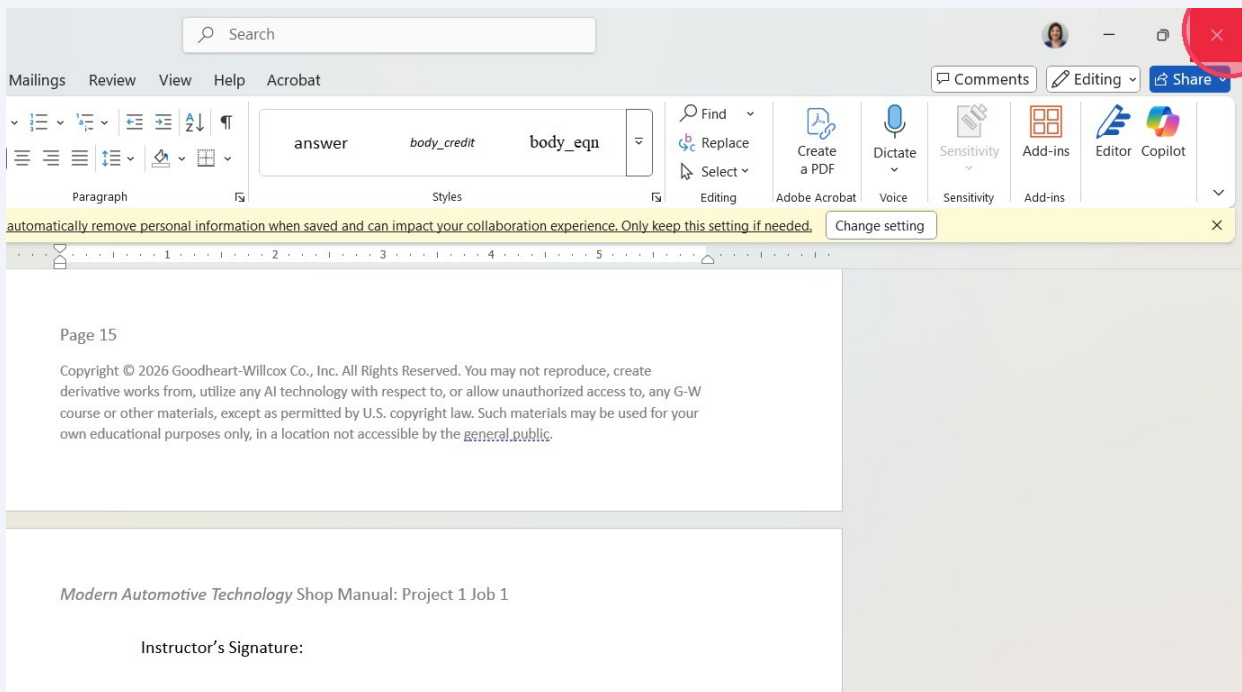 Search
Mailings Review View Help Acrobat
Comments Editing Share
Find
answer body_credit body_eqn Replace Create a PDF Dictate Sensitivity Add-ins Editor Copilot
Select
Paragraph Styles Editing Adobe Acrobat Voice Sensitivity Add-ins
automatically remove personal information when saved and can impact your collaboration experience. Only keep this setting if needed. Change setting
1 2 3 4 5
Page 15
Copyright © 2026 Goodheart-Willcox Co., Inc. All Rights Reserved. You may not reproduce, create
derivative works from, utilize any AI technology with respect to, or allow unauthorized access to, any G-W
course or other materials, except as permitted by U.S. copyright law. Such materials may be used for your
own educational purposes only, in a location not accessible by the general public.
Modern Automotive Technology Shop Manual: Project 1 Job 1
Instructor’s Signature: